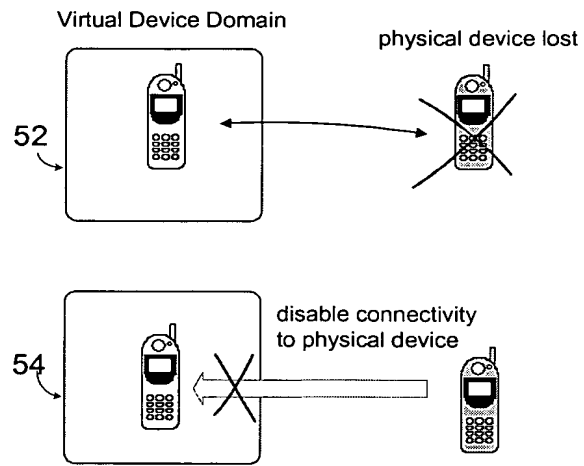 Virtual Device Domain
physical device lost
52
disable connectivity
to physical device
54